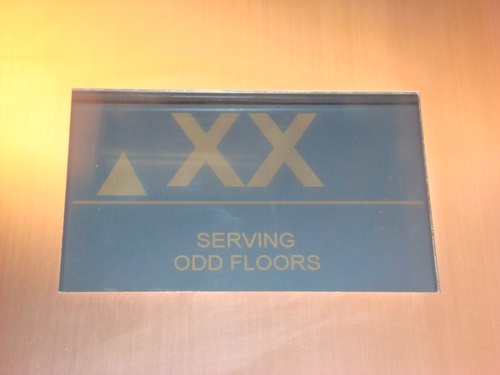 XX
SERVING
ODD FLOORS